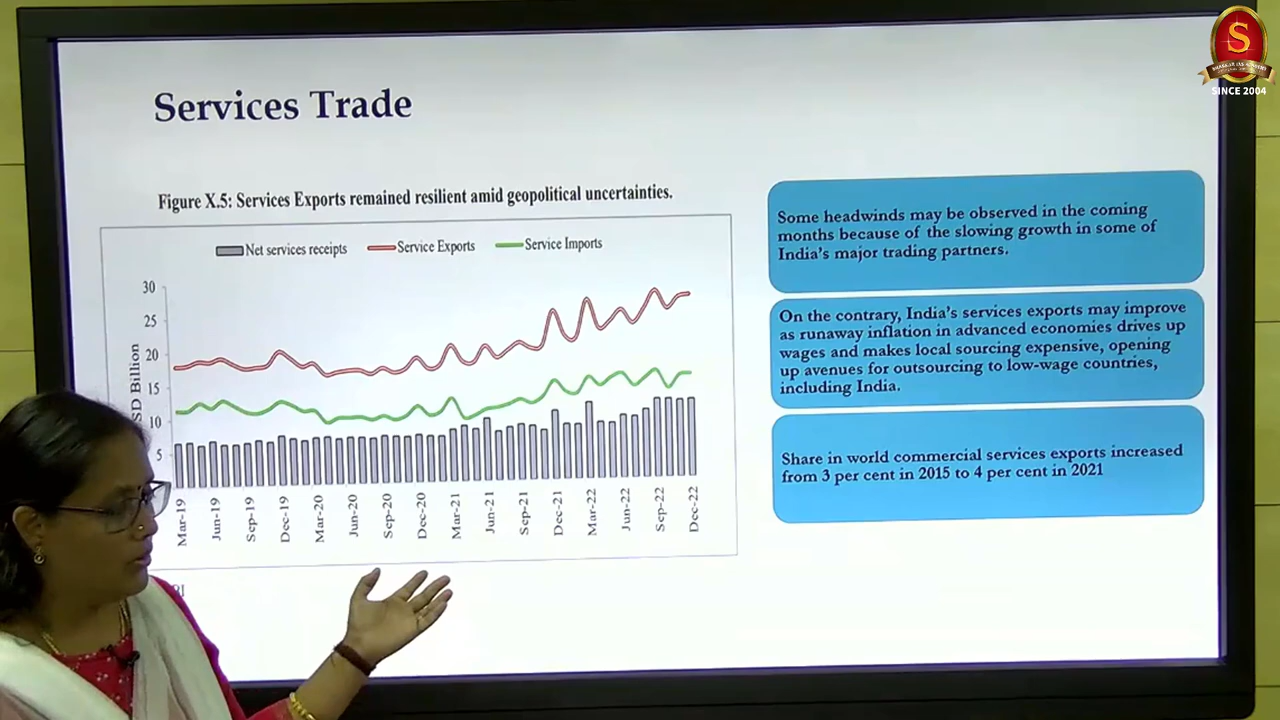 S
SHANKAR IAS ACADEMY
SINCE 2004
Services Trade
Figure X.5: Services Exports remained resilient amid geopolitical uncertainties.
Net services receipts
Service Exports
Service Imports
30
25
20
15
10
5
SD Billion
Mar-19
Jun-19
Sep-19
Dec-19
Mar-20
Jun-20
Sep-20
Dec-20
Mar-21
Jun-21
Sep-21
Dec-21
Mar-22
Jun-22
Sep-22
Dec-22
Some headwinds may be observed in the coming
months because of the slowing growth in some of
India's major trading partners.
On the contrary, India's services exports may improve
as runaway inflation in advanced economies drives up
wages and makes local sourcing expensive, opening
up avenues for outsourcing to low-wage countries,
including India.
Share in world commercial services exports increased
from 3 per cent in 2015 to 4 per cent in 2021